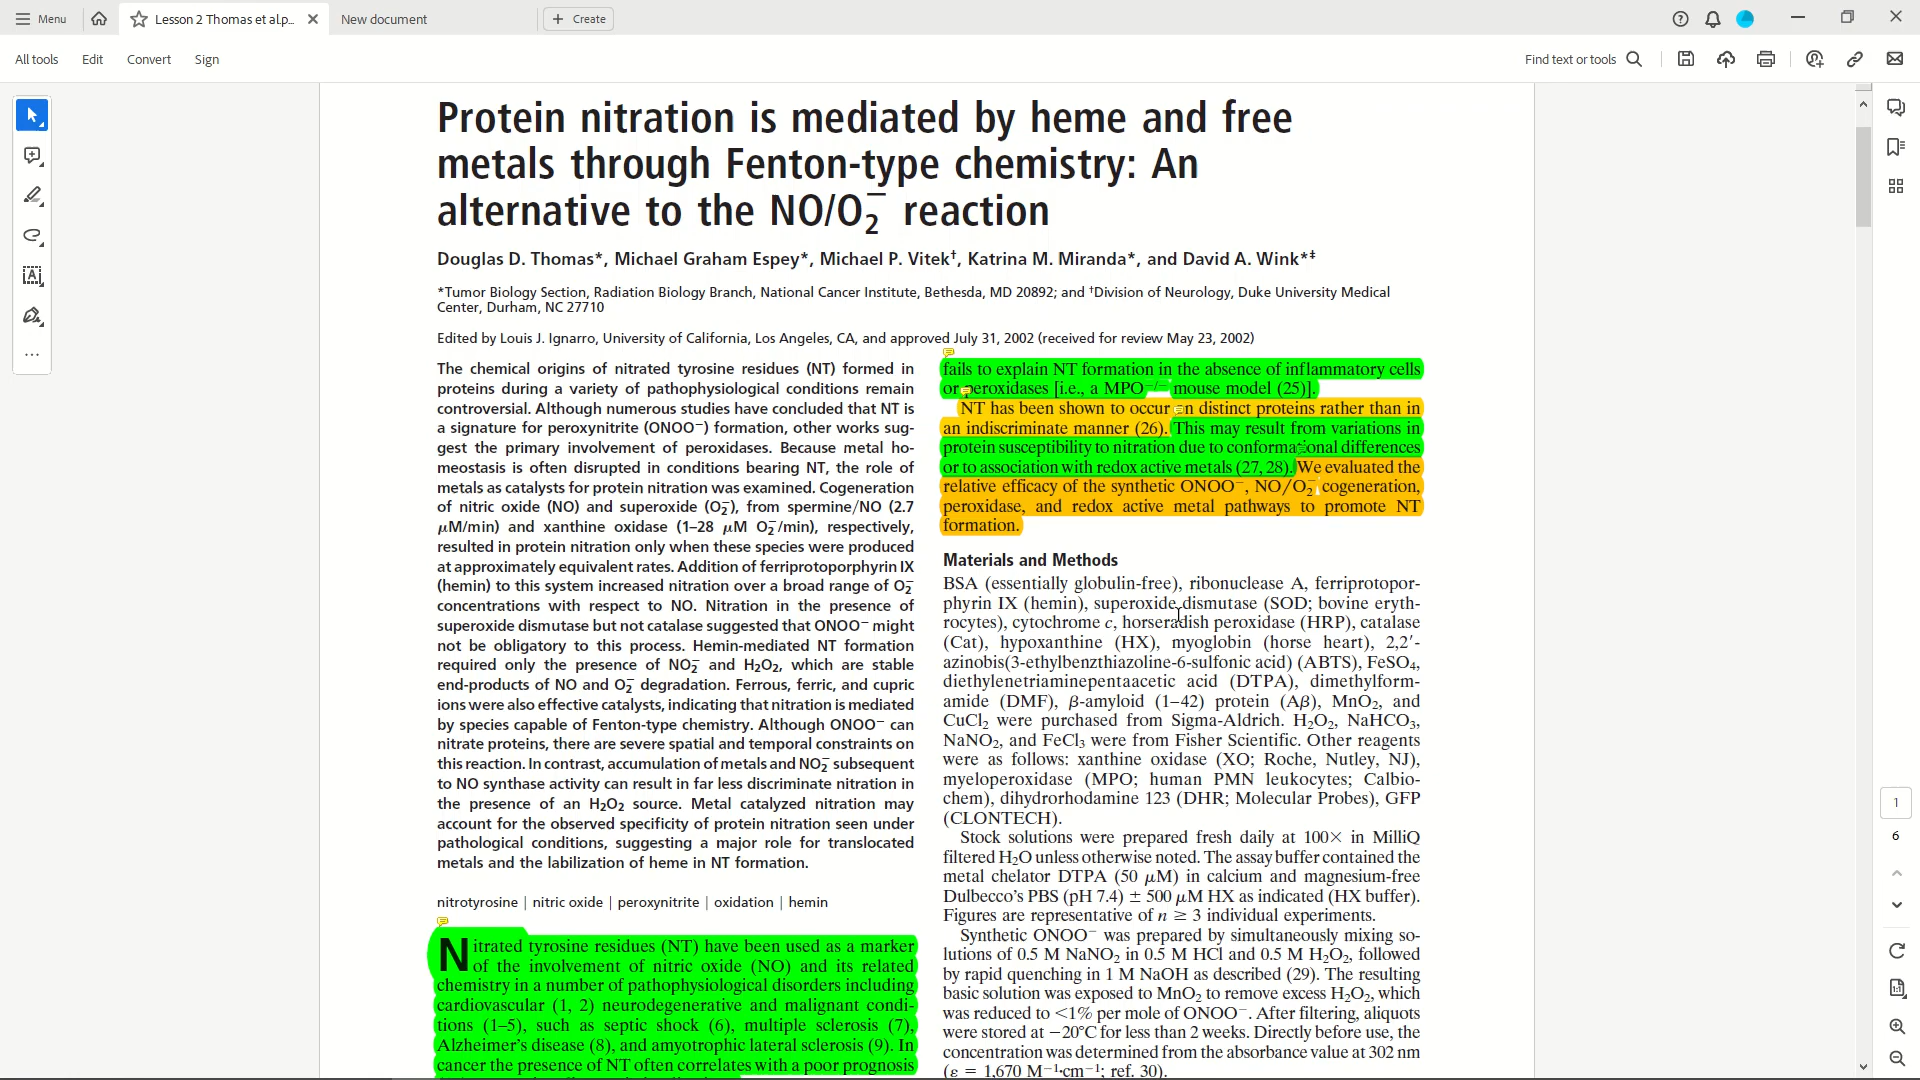 Menu
Lesson 2 Thomas et al.p...
New document
Create
All tools
Edit
Convert
Sign
Find text or tools
Protein nitration is mediated by heme and free
metals through Fenton-type chemistry: An
alternative to the NO/O₂⁻ reaction
Douglas D. Thomas*, Michael Graham Espey*, Michael P. Vitek†, Katrina M. Miranda*, and David A. Wink*‡
*Tumor Biology Section, Radiation Biology Branch, National Cancer Institute, Bethesda, MD 20892; and †Division of Neurology, Duke University Medical
Center, Durham, NC 27710
Edited by Louis J. Ignarro, University of California, Los Angeles, CA, and approved July 31, 2002 (received for review May 23, 2002)
The chemical origins of nitrated tyrosine residues (NT) formed in
proteins during a variety of pathophysiological conditions remain
controversial. Although numerous studies have concluded that NT is
a signature for peroxynitrite (ONOO⁻) formation, other works sug-
gest the primary involvement of peroxidases. Because metal ho-
meostasis is often disrupted in conditions bearing NT, the role of
metals as catalysts for protein nitration was examined. Cogeneration
of nitric oxide (NO) and superoxide (O₂⁻), from spermine/NO (2.7
μM/min) and xanthine oxidase (1–28 μM O₂⁻/min), respectively,
resulted in protein nitration only when these species were produced
at approximately equivalent rates. Addition of ferriprotoporphyrin IX
(hemin) to this system increased nitration over a broad range of O₂⁻
concentrations with respect to NO. Nitration in the presence of
superoxide dismutase but not catalase suggested that ONOO⁻ might
not be obligatory to this process. Hemin-mediated NT formation
required only the presence of NO₂⁻ and H₂O₂, which are stable
end-products of NO and O₂⁻ degradation. Ferrous, ferric, and cupric
ions were also effective catalysts, indicating that nitration is mediated
by species capable of Fenton-type chemistry. Although ONOO⁻ can
nitrate proteins, there are severe spatial and temporal constraints on
this reaction. In contrast, accumulation of metals and NO₂⁻ subsequent
to NO synthase activity can result in far less discriminate nitration in
the presence of an H₂O₂ source. Metal catalyzed nitration may
account for the observed specificity of protein nitration seen under
pathological conditions, suggesting a major role for translocated
metals and the labilization of heme in NT formation.
nitrotyrosine | nitric oxide | peroxynitrite | oxidation | hemin
Nitrated tyrosine residues (NT) have been used as a marker
of the involvement of nitric oxide (NO) and its related
chemistry in a number of pathophysiological disorders including
cardiovascular (1, 2) neurodegenerative and malignant condi-
tions (1–5), such as septic shock (6), multiple sclerosis (7),
Alzheimer's disease (8), and amyotrophic lateral sclerosis (9). In
cancer the presence of NT often correlates with a poor prognosis
fails to explain NT formation in the absence of inflammatory cells
or peroxidases [i.e., a MPO⁻/⁻ mouse model (25)].
NT has been shown to occur on distinct proteins rather than in
an indiscriminate manner (26). This may result from variations in
protein susceptibility to nitration due to conformational differences
or to association with redox active metals (27, 28). We evaluated the
relative efficacy of the synthetic ONOO⁻, NO/O₂⁻ cogeneration,
peroxidase, and redox active metal pathways to promote NT
formation.
Materials and Methods
BSA (essentially globulin-free), ribonuclease A, ferriprotopor-
phyrin IX (hemin), superoxide dismutase (SOD; bovine eryth-
rocytes), cytochrome c, horseradish peroxidase (HRP), catalase
(Cat), hypoxanthine (HX), myoglobin (horse heart), 2,2′-
azinobis(3-ethylbenzthiazoline-6-sulfonic acid) (ABTS), FeSO₄,
diethylenetriaminepentaacetic acid (DTPA), dimethylform-
amide (DMF), β-amyloid (1–42) protein (Aβ), MnO₂, and
CuCl₂ were purchased from Sigma-Aldrich. H₂O₂, NaHCO₃,
NaNO₂, and FeCl₃ were from Fisher Scientific. Other reagents
were as follows: xanthine oxidase (XO; Roche, Nutley, NJ),
myeloperoxidase (MPO; human PMN leukocytes; Calbio-
chem), dihydrorhodamine 123 (DHR; Molecular Probes), GFP
(CLONTECH).
Stock solutions were prepared fresh daily at 100× in MilliQ
filtered H₂O unless otherwise noted. The assay buffer contained the
metal chelator DTPA (50 μM) in calcium and magnesium-free
Dulbecco's PBS (pH 7.4) ± 500 μM HX as indicated (HX buffer).
Figures are representative of n ≥ 3 individual experiments.
Synthetic ONOO⁻ was prepared by simultaneously mixing so-
lutions of 0.5 M NaNO₂ in 0.5 M HCl and 0.5 M H₂O₂, followed
by rapid quenching in 1 M NaOH as described (29). The resulting
basic solution was exposed to MnO₂ to remove excess H₂O₂, which
was reduced to <1% per mole of ONOO⁻. After filtering, aliquots
were stored at −20°C for less than 2 weeks. Directly before use, the
concentration was determined from the absorbance value at 302 nm
(ε = 1,670 M⁻¹·cm⁻¹; ref. 30).
1
6